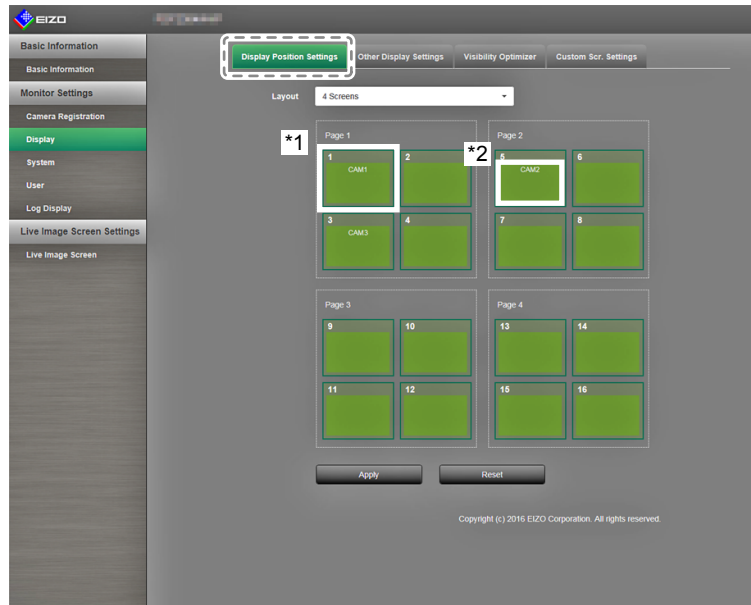 EIZO
Basic Information
Basic Information
Monitor Settings
Camera Registration
Display
System
User
Log Display
Live Image Screen Settings
Live Image Screen
Display Position Settings
Other Display Settings
Visibility Optimizer
Custom Scr. Settings
Layout
4 Screens
*1
*2
Page 1
1
CAM1
2
3
CAM3
4
Page 2
5
CAM2
6
7
8
Page 3
9
10
11
12
Page 4
13
14
15
16
Apply
Reset
Copyright (c) 2016 EIZO Corporation. All rights reserved.